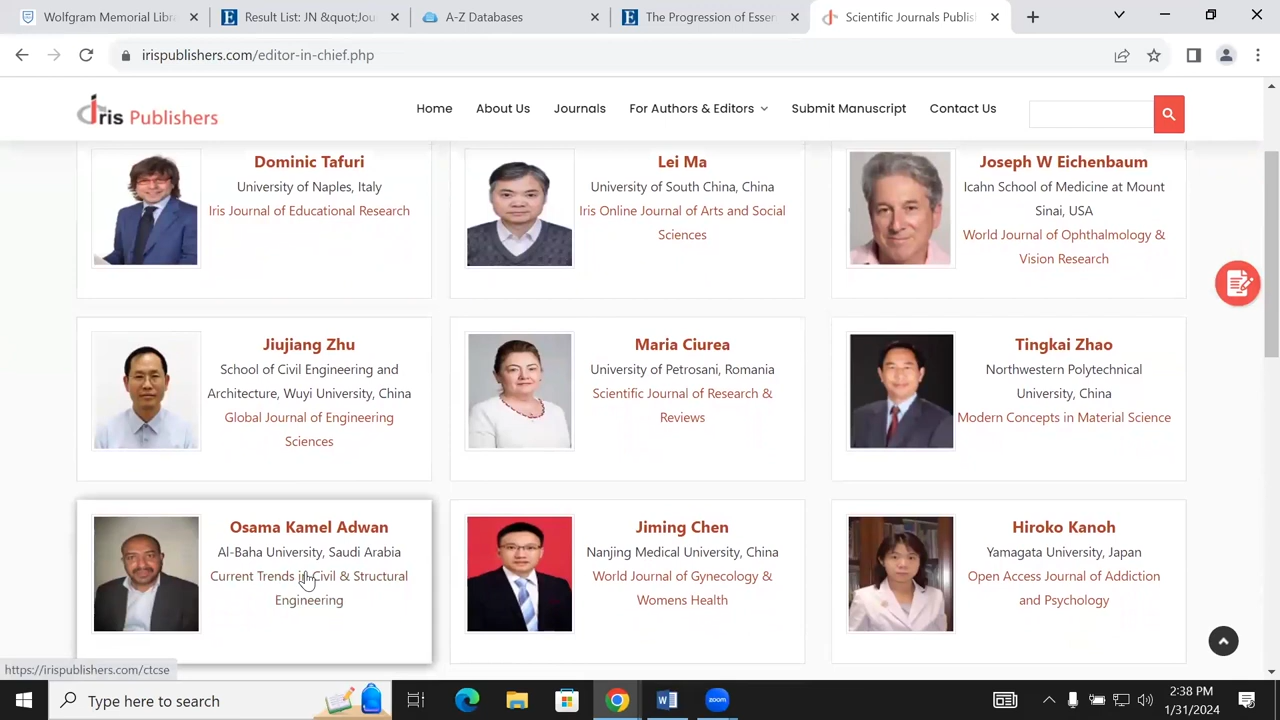 Wolfgram Memorial Libra
Result List: JN &quot;Jou
A-Z Databases
The Progression of Essen
Scientific Journals Publis
irispublishers.com/editor-in-chief.php
Iris Publishers
Home
About Us
Journals
For Authors & Editors
Submit Manuscript
Contact Us
Dominic Tafuri
University of Naples, Italy
Iris Journal of Educational Research
Lei Ma
University of South China, China
Iris Online Journal of Arts and Social
Sciences
Joseph W Eichenbaum
Icahn School of Medicine at Mount
Sinai, USA
World Journal of Ophthalmology &
Vision Research
Jiujiang Zhu
School of Civil Engineering and
Architecture, Wuyi University, China
Global Journal of Engineering
Sciences
Maria Ciurea
University of Petrosani, Romania
Scientific Journal of Research &
Reviews
Tingkai Zhao
Northwestern Polytechnical
University, China
Modern Concepts in Material Science
Osama Kamel Adwan
Al-Baha University, Saudi Arabia
Current Trends in Civil & Structural
Engineering
Jiming Chen
Nanjing Medical University, China
World Journal of Gynecology &
Womens Health
Hiroko Kanoh
Yamagata University, Japan
Open Access Journal of Addiction
and Psychology
https://irispublishers.com/ctcse
Type here to search
zoom
2:38 PM
1/31/2024